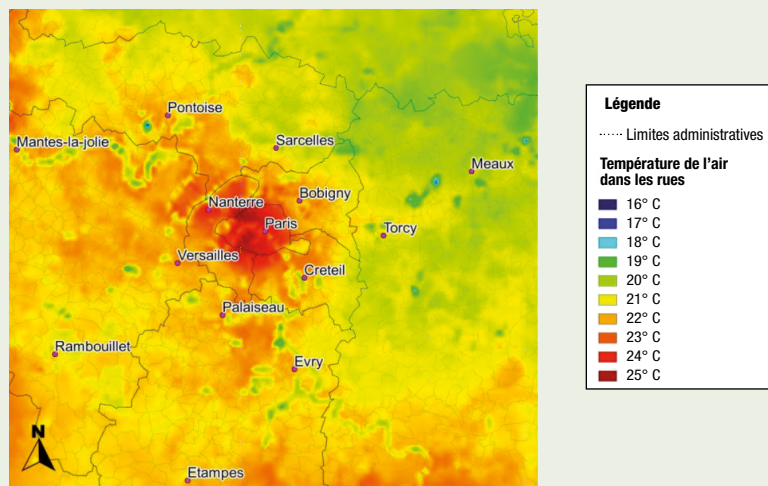 Pontoise
Mantes-la-jolie
Sarcelles
Meaux
Nanterre
Bobigny
Paris
Torcy
Versailles
Creteil
Palaiseau
Rambouillet
Evry
N
Etampes
Légende
Limites administratives
Température de l'air
dans les rues
16° C
17° C
18° C
19° C
20° C
21° C
22° C
23° C
24° C
25° C